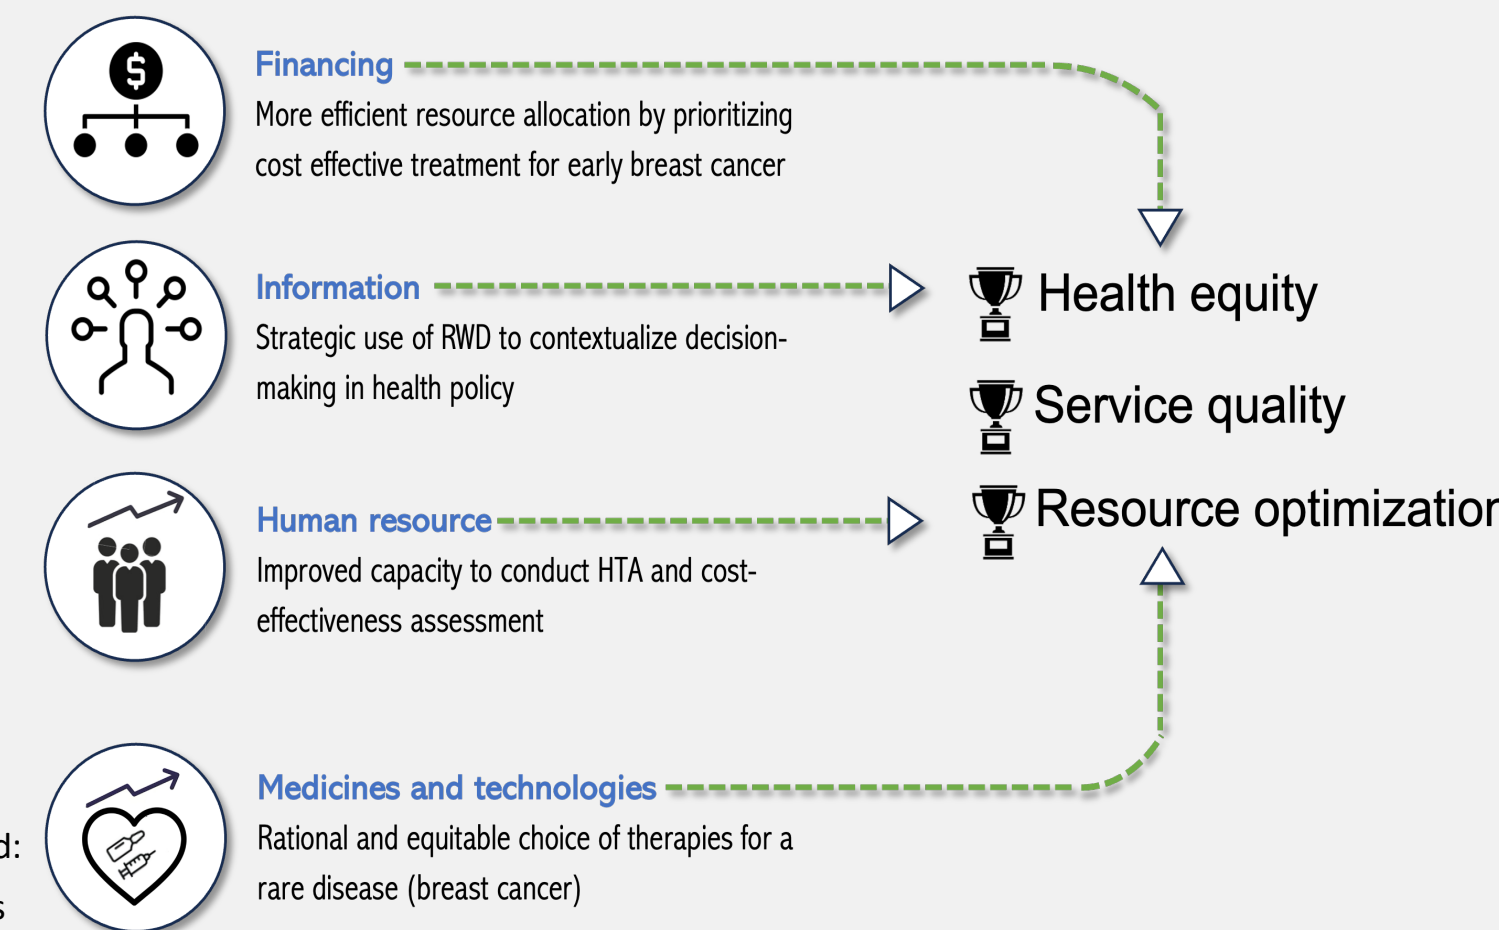 Financing
More efficient resource allocation by prioritizing
cost effective treatment for early breast cancer
Information
Strategic use of RWD to contextualize decision-
making in health policy
Human resource
Improved capacity to conduct HTA and cost-
effectiveness assessment
Medicines and technologies
Rational and equitable choice of therapies for a
rare disease (breast cancer)
Health equity
Service quality
Resource optimization
d:
s
$